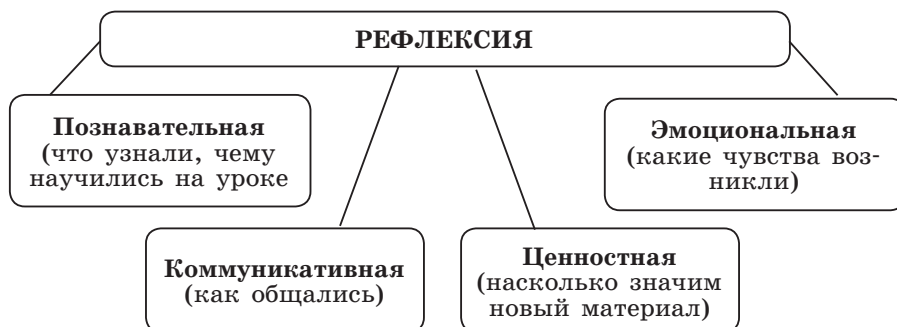 РЕФЛЕКСИЯ
Познавательная
(что узнали, чему
научились на уроке
Эмоциональная
(какие чувства воз-
никли)
Коммуникативная
(как общались)
Ценностная
(насколько значим
новый материал)